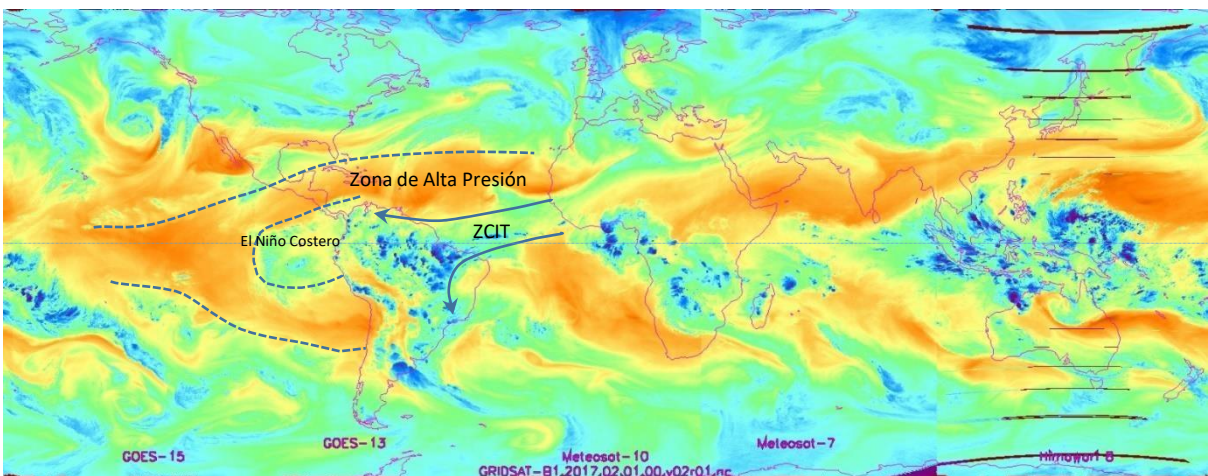 Zona de Alta Presión
ZCIT
El Niño Costero
GOES-15
GOES-13
Meteosat-10
Meteosat-7
Himawari 8
GRIDSAT-B1.2017.02.01.00.v02r01.nc